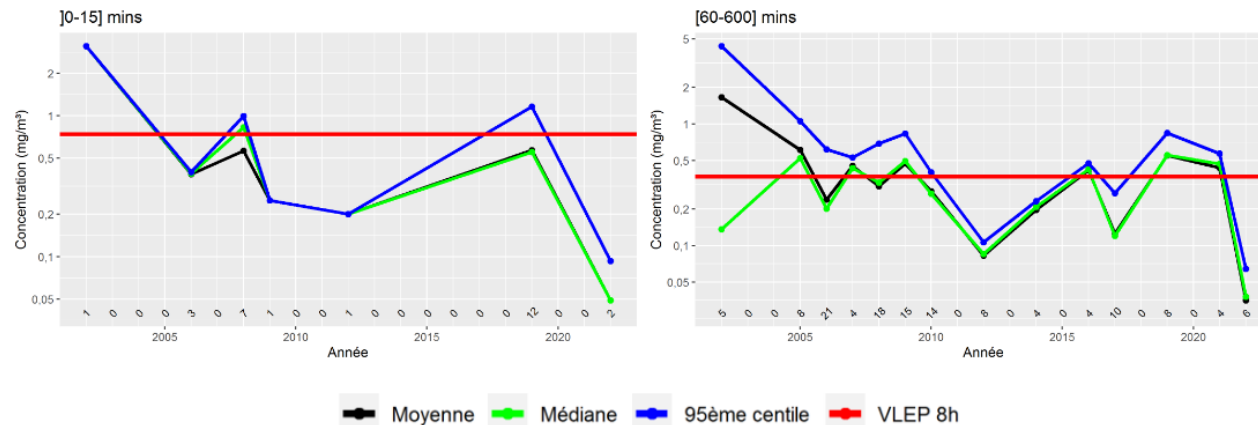 ]0-15] mins
Concentration (mg/m³)
2
1
0,5
0,2
0,1
0,05
1 0 0 0 3 0 7 1 0 0 1 0 0 0 0 0 0 12 0 0 2
2005 2010 2015 2020
Année
[60-600] mins
Concentration (mg/m³)
5
2
1
0,5
0,2
0,1
0,05
5 0 0 8 21 4 18 15 14 0 8 0 4 0 4 10 0 8 0 4 6
2005 2010 2015 2020
Année
Moyenne Médiane 95ème centile VLEP 8h